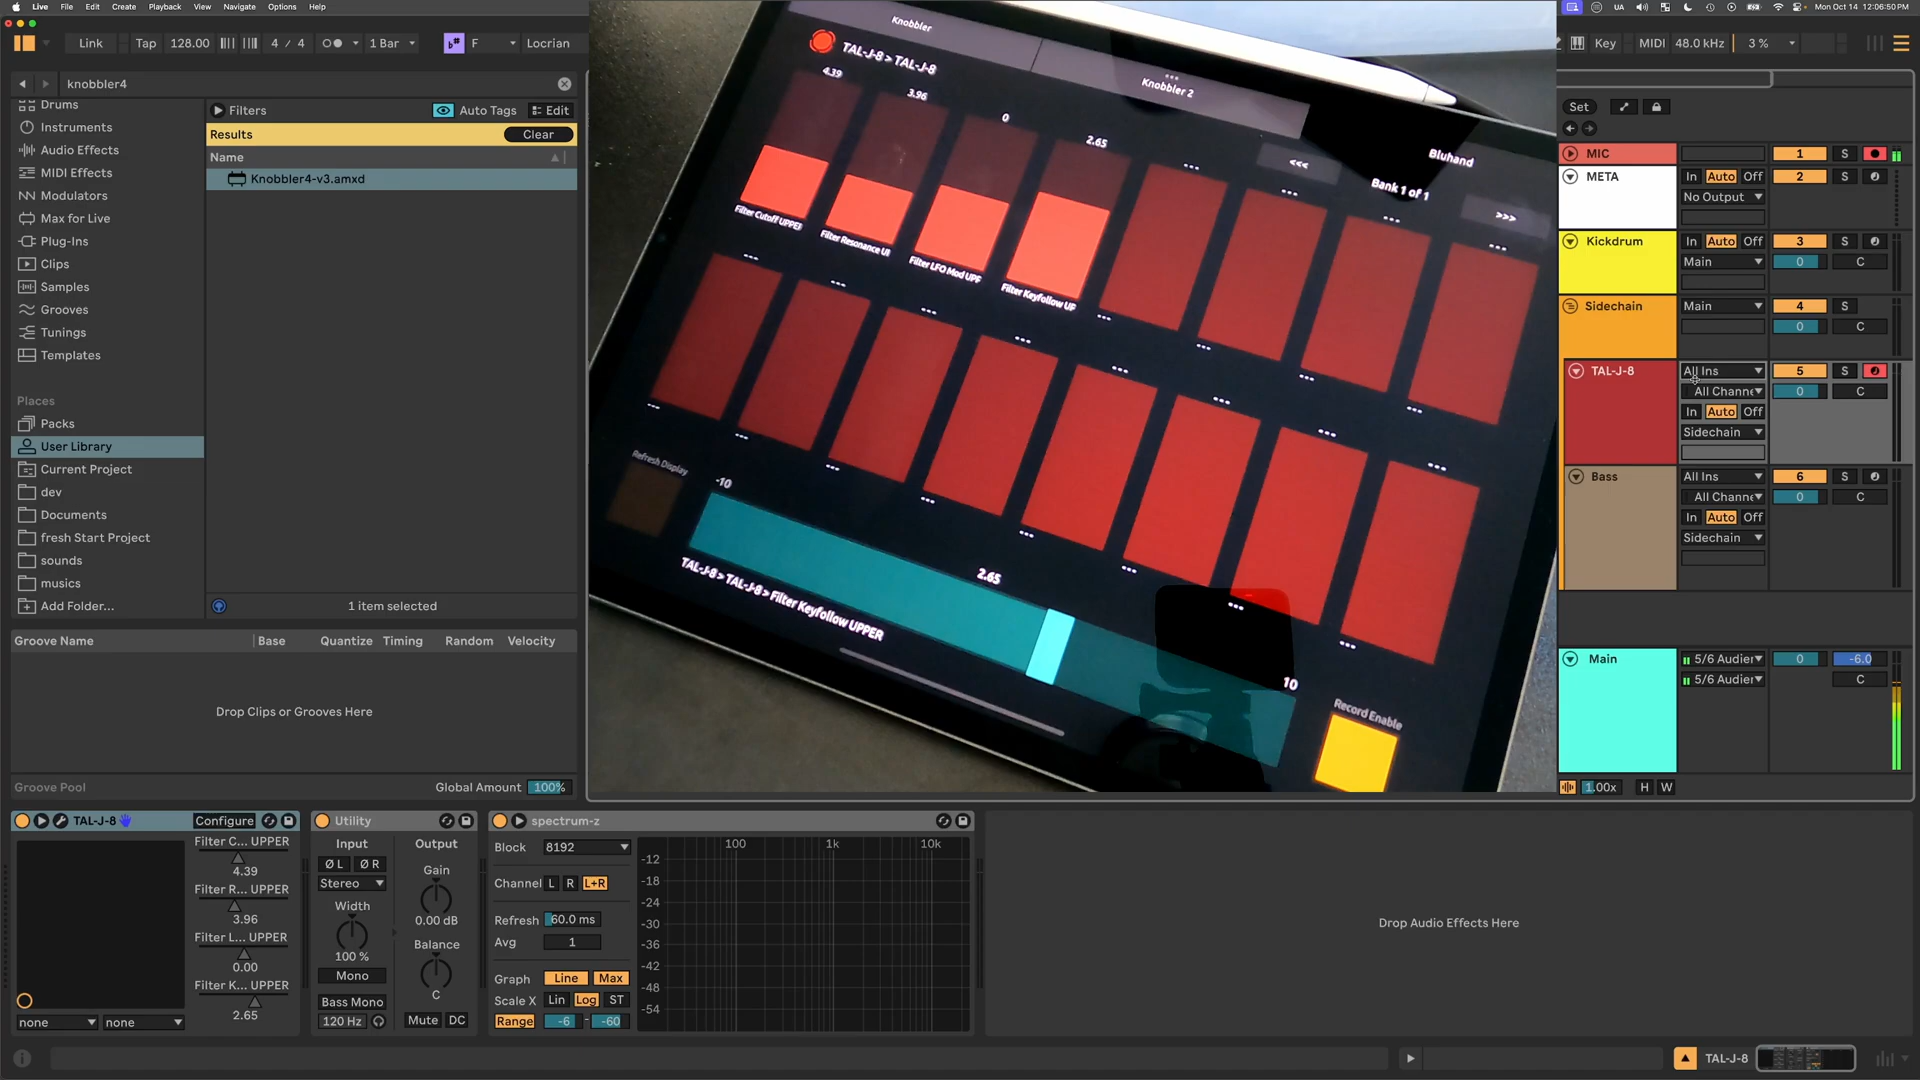 Live File Edit Create Playback View Navigate Options Help
UA Mon Oct 14 12:06:50 PM
Link Tap 128.00 4 / 4 1 Bar F Locrian
Key MIDI 48.0 kHz 3 %
knobbler4
Drums
Instruments
Audio Effects
MIDI Effects
Modulators
Max for Live
Plug-Ins
Clips
Samples
Grooves
Tunings
Templates
Places
Packs
User Library
Current Project
dev
Documents
fresh Start Project
sounds
musics
Add Folder...
Filters Auto Tags Edit
Results Clear
Name
Knobbler4-v3.amxd
1 item selected
Groove Name Base Quantize Timing Random Velocity
Drop Clips or Grooves Here
Groove Pool Global Amount 100%
Knobbler
Knobbler 2
TAL-J-8 > TAL-J-8
Bluhand
<<< Bank 1 of 1 >>>
4.39 3.96 0 2.65 --- --- --- ---
Filter Cutoff UPPEF
Filter Resonance UI
Filter LFO Mod UPF
Filter Keyfollow UF
--- --- --- ---
--- --- --- --- --- --- --- ---
--- --- --- --- --- --- --- ---
Refresh Display
-10 2.65 10
TAL-J-8 > TAL-J-8 > Filter Keyfollow UPPER
Record Enable
Set
MIC 1 S
META In Auto Off 2 S
No Output
Kickdrum In Auto Off 3 S
Main 0 C
Sidechain Main 4 S
0 C
TAL-J-8 All Ins 5 S
All Channe 0 C
In Auto Off
Sidechain
Bass All Ins 6 S
All Channe 0 C
In Auto Off
Sidechain
Main 5/6 Audier 0 -6.0
5/6 Audier C
1.00x H W
TAL-J-8 Configure
Filter C... UPPER
4.39
Filter R... UPPER
3.96
Filter L... UPPER
0.00
Filter K... UPPER
2.65
none none
Utility
Input Output
Ø L Ø R Gain
Stereo
Width 0.00 dB
Balance
100 %
Mono C
Bass Mono
120 Hz Mute DC
spectrum-z
Block 8192
Channel L R L+R
Refresh 60.0 ms
Avg 1
Graph Line Max
Scale X Lin Log ST
Range -6 - -60
100 1k 10k
-12
-18
-24
-30
-36
-42
-48
-54
Drop Audio Effects Here
TAL-J-8